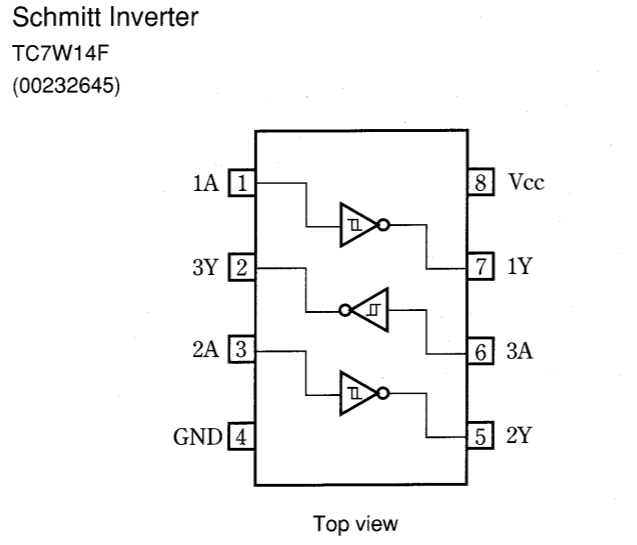 Schmitt Inverter
TC7W14F
(00232645)
1A 1 8 Vcc
3Y 2 7 1Y
2A 3 6 3A
GND 4 5 2Y
Top view